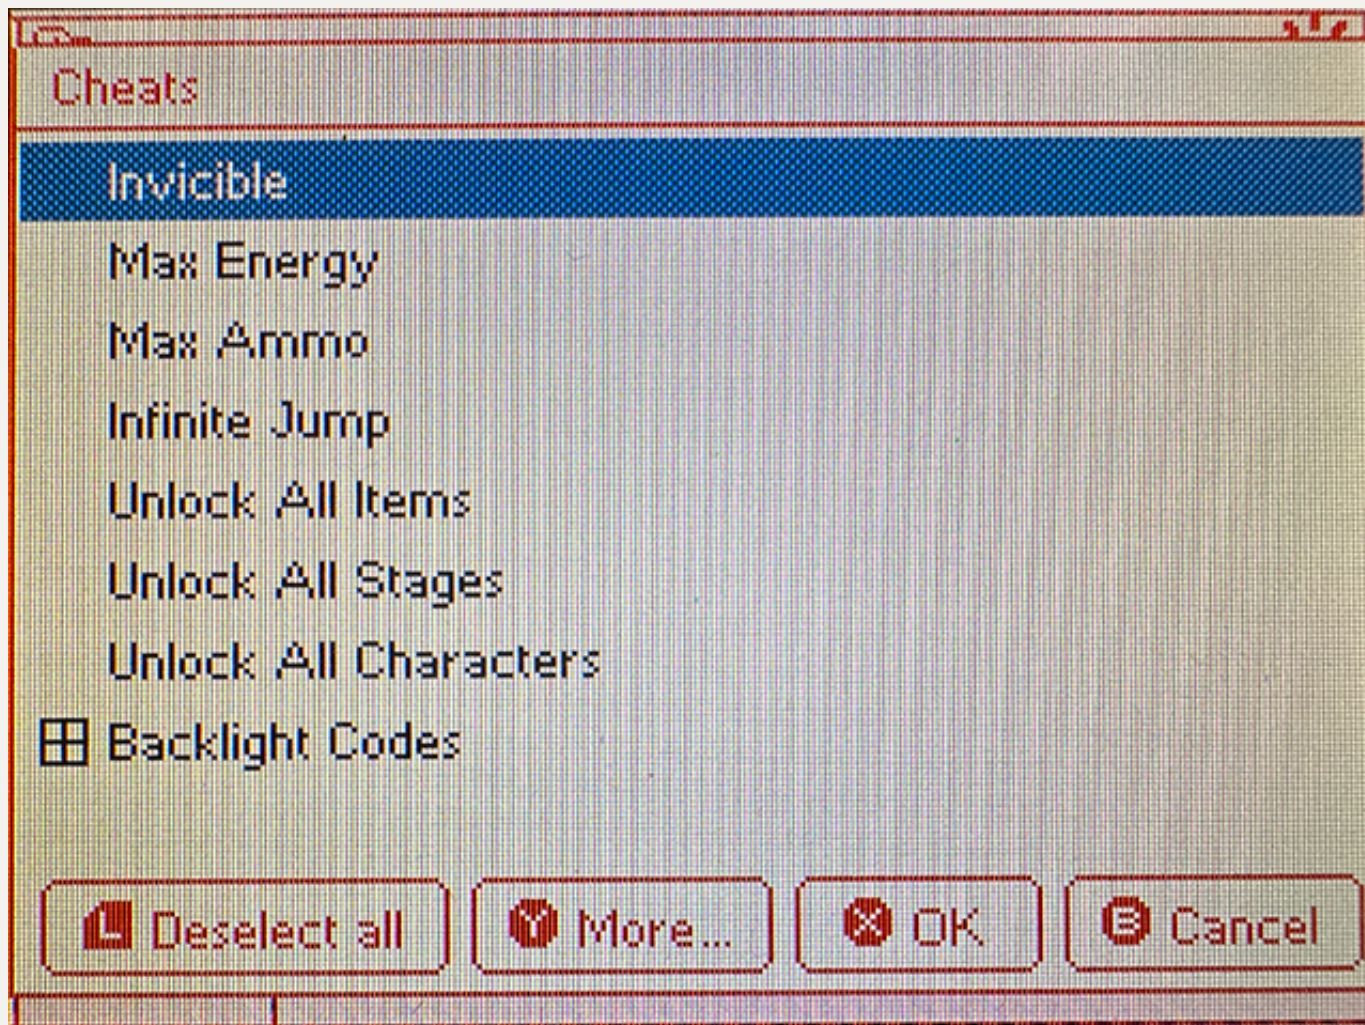 Cheats
Invicible
Max Energy
Max Ammo
Infinite Jump
Unlock All Items
Unlock All Stages
Unlock All Characters
Backlight Codes
L Deselect all
Y More...
X OK
B Cancel